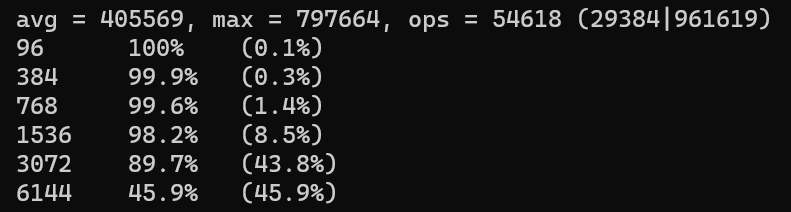 avg = 405569, max = 797664, ops = 54618 (29384|961619)
96 100% (0.1%)
384 99.9% (0.3%)
768 99.6% (1.4%)
1536 98.2% (8.5%)
3072 89.7% (43.8%)
6144 45.9% (45.9%)